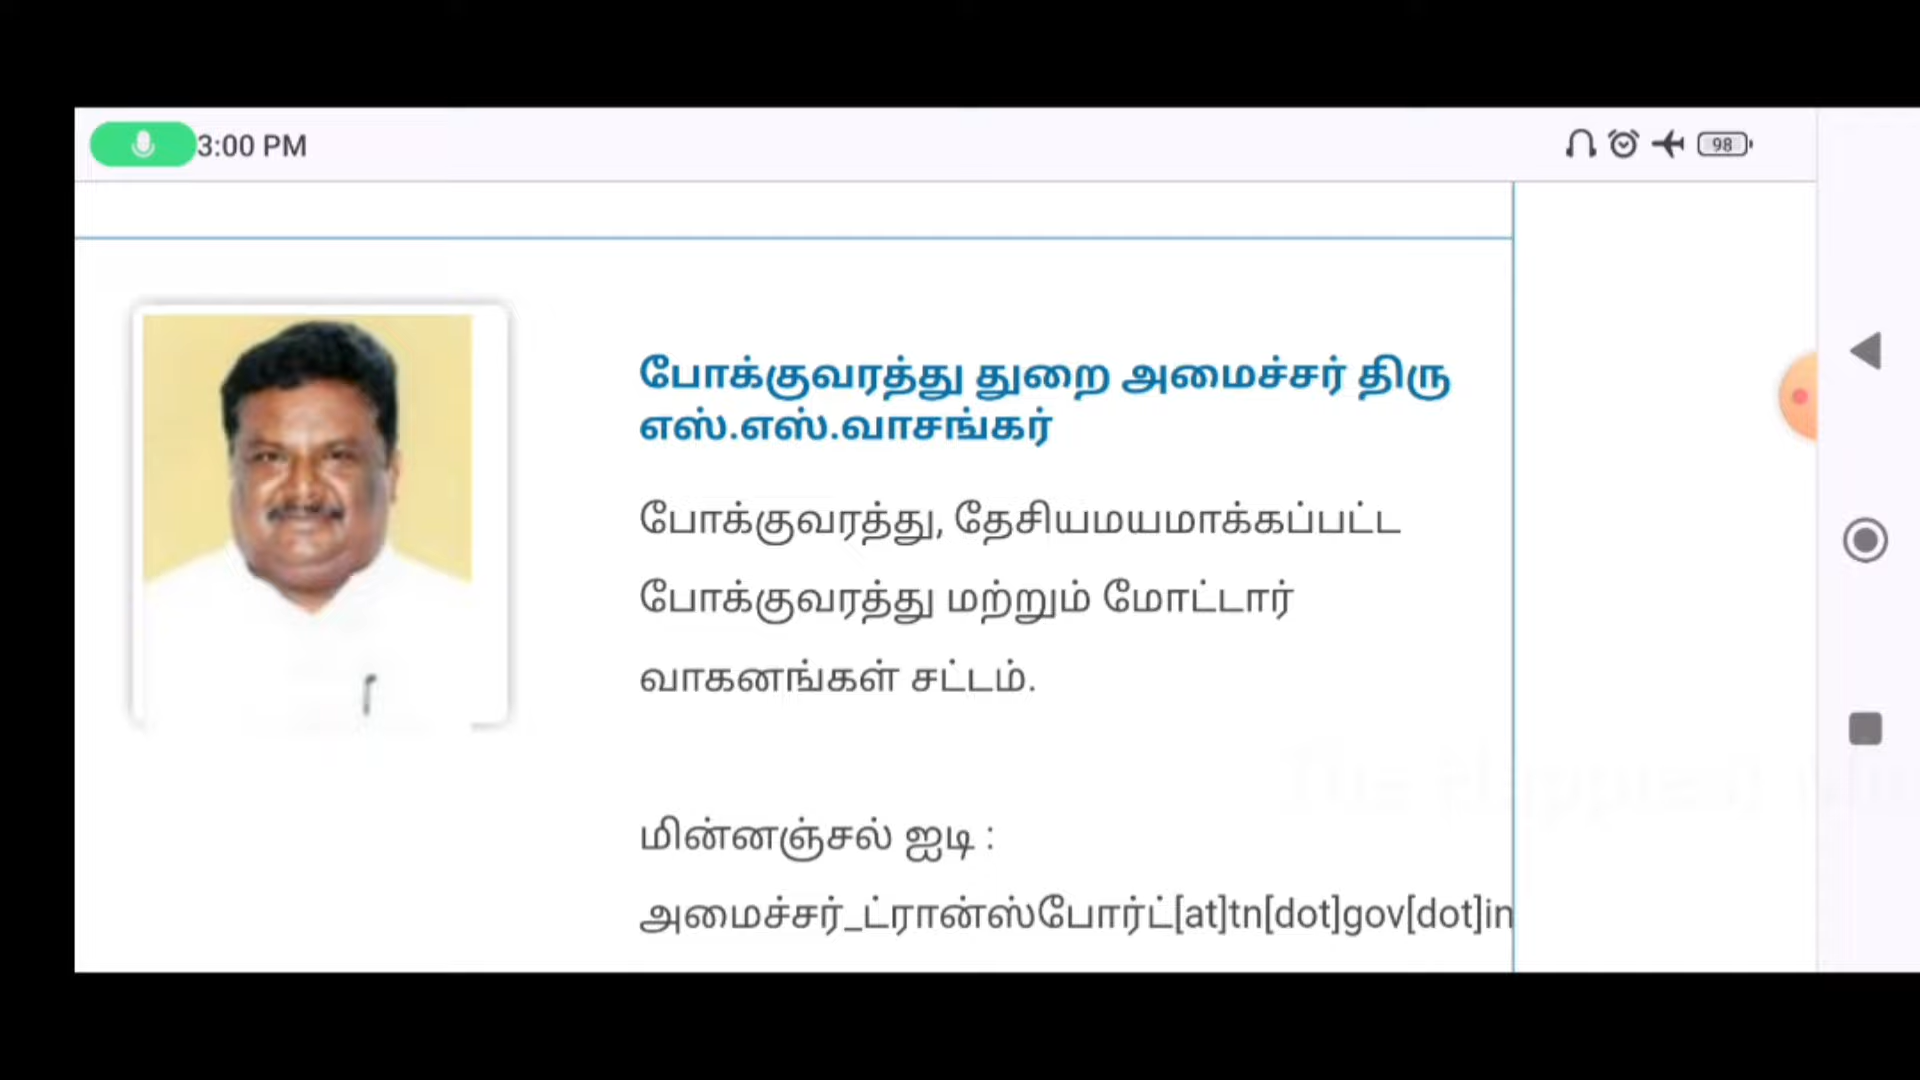 3:00 PM
98
போக்குவரத்து துறை அமைச்சர் திரு
எஸ்.எஸ்.வாசங்கர்
போக்குவரத்து, தேசியமயமாக்கப்பட்ட
போக்குவரத்து மற்றும் மோட்டார்
வாகனங்கள் சட்டம்.
மின்னஞ்சல் ஐடி :
அமைச்சர்_ட்ரான்ஸ்போர்ட்[at]tn[dot]gov[dot]in